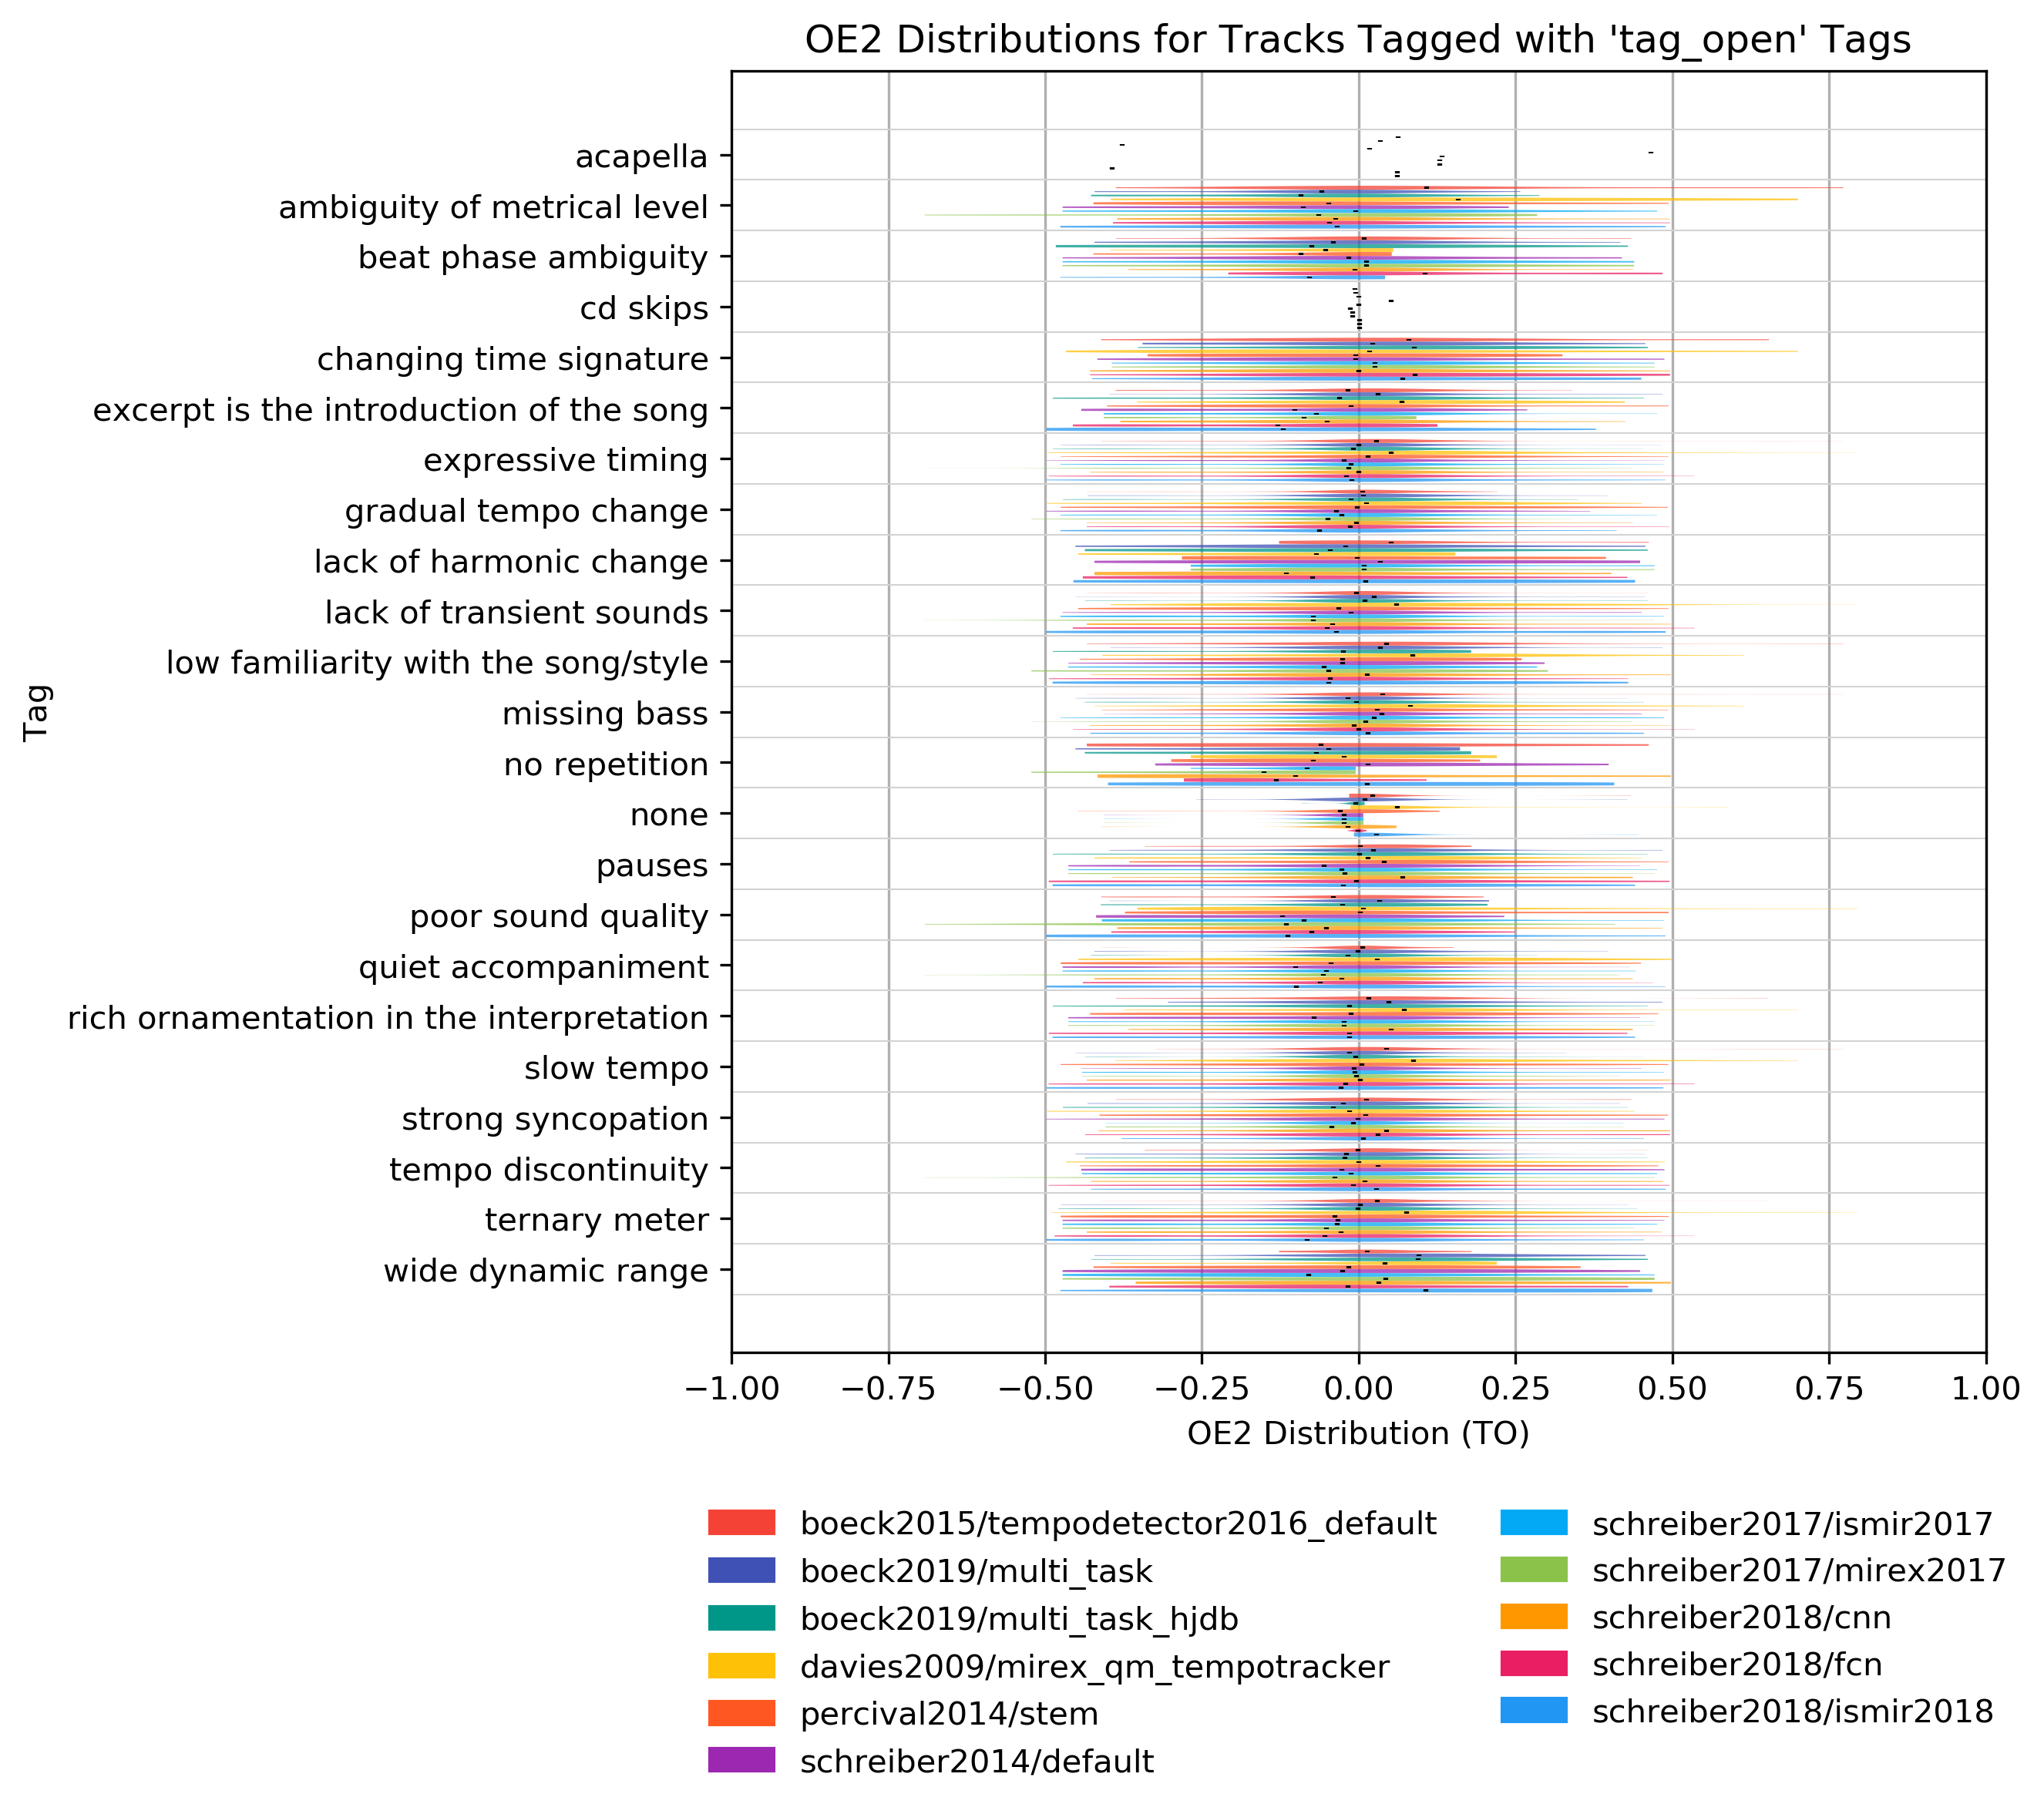 OE2 Distributions for Tracks Tagged with 'tag_open' Tags
Tag
acapella
ambiguity of metrical level
beat phase ambiguity
cd skips
changing time signature
excerpt is the introduction of the song
expressive timing
gradual tempo change
lack of harmonic change
lack of transient sounds
low familiarity with the song/style
missing bass
no repetition
none
pauses
poor sound quality
quiet accompaniment
rich ornamentation in the interpretation
slow tempo
strong syncopation
tempo discontinuity
ternary meter
wide dynamic range
−1.00 −0.75 −0.50 −0.25 0.00 0.25 0.50 0.75 1.00
OE2 Distribution (TO)
boeck2015/tempodetector2016_default
boeck2019/multi_task
boeck2019/multi_task_hjdb
davies2009/mirex_qm_tempotracker
percival2014/stem
schreiber2014/default
schreiber2017/ismir2017
schreiber2017/mirex2017
schreiber2018/cnn
schreiber2018/fcn
schreiber2018/ismir2018